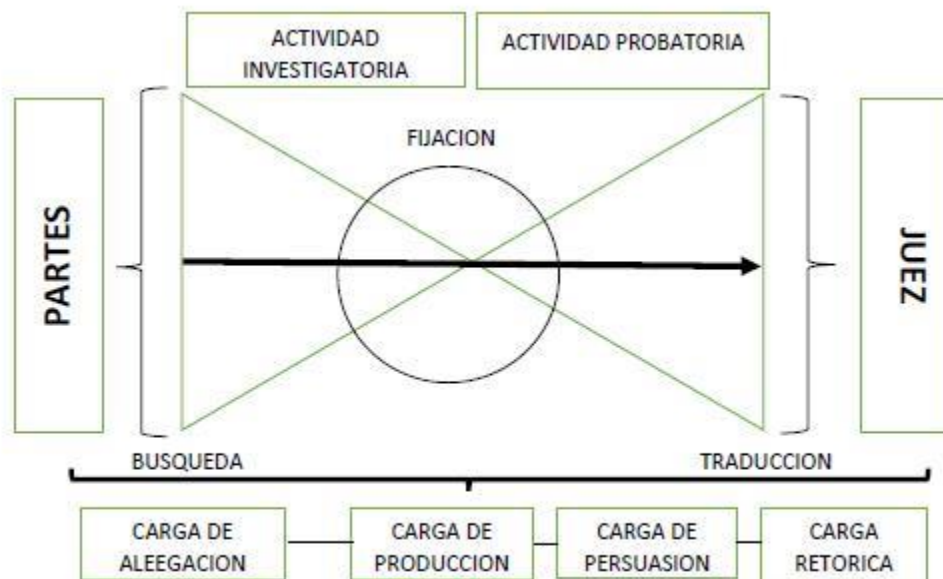 ACTIVIDAD
INVESTIGATORIA
ACTIVIDAD PROBATORIA
FIJACION
PARTES
JUEZ
BUSQUEDA
TRADUCCION
CARGA DE
ALEEGACION
CARGA DE
PRODUCCION
CARGA DE
PERSUASION
CARGA
RETORICA